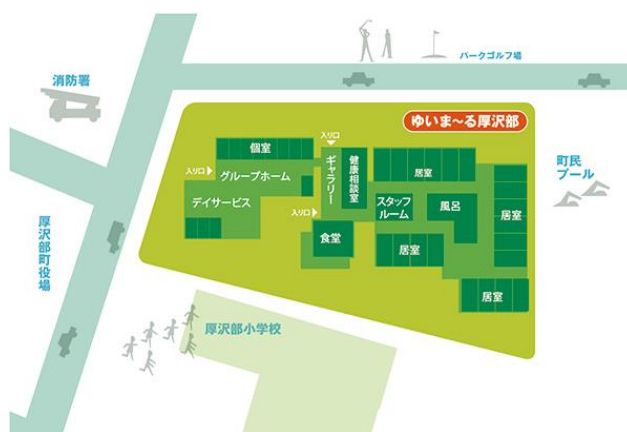 パークゴルフ場
消防署
ゆいま〜る厚沢部
入り口
個室
入り口
グループホーム
ギャラリー
健康相談室
居室
町民
プール
デイサービス
スタッフ
ルーム
風呂
居室
入り口
食堂
居室
居室
厚沢部町役場
厚沢部小学校